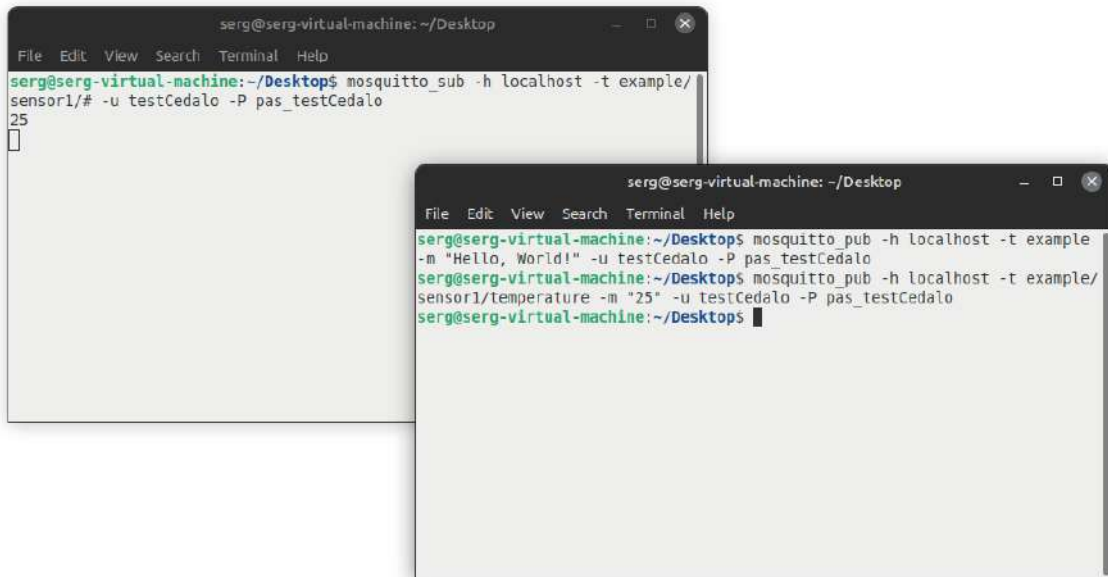 serg@serg-virtual-machine: ~/Desktop
File Edit View Search Terminal Help
serg@serg-virtual-machine:~/Desktop$ mosquitto_sub -h localhost -t example/
sensor1/# -u testCedalo -P pas_testCedalo
25
serg@serg-virtual-machine: ~/Desktop
File Edit View Search Terminal Help
serg@serg-virtual-machine:~/Desktop$ mosquitto_pub -h localhost -t example
-m "Hello, World!" -u testCedalo -P pas_testCedalo
serg@serg-virtual-machine:~/Desktop$ mosquitto_pub -h localhost -t example/
sensor1/temperature -m "25" -u testCedalo -P pas_testCedalo
serg@serg-virtual-machine:~/Desktop$